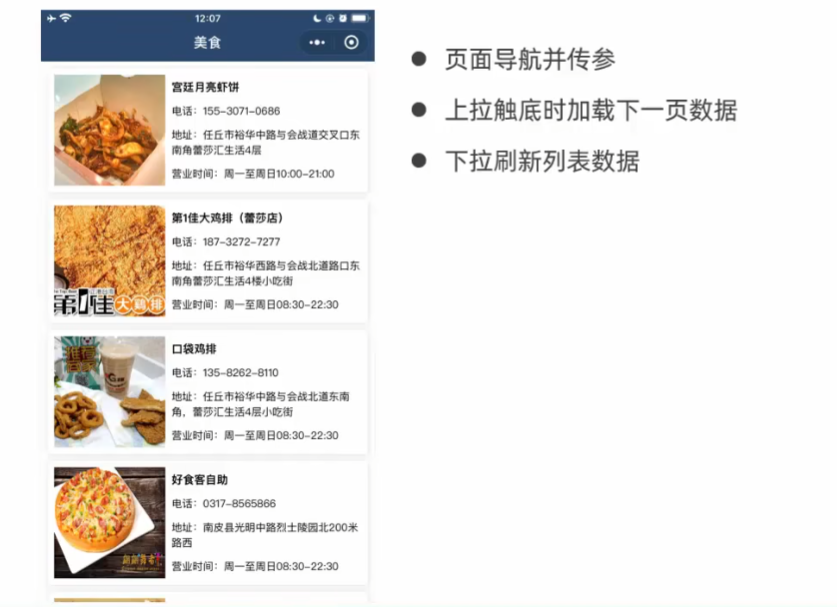 12:07
美食
宫廷月亮虾饼
电话：155-3071-0686
地址：任丘市裕华中路与会战道交叉口东
南角蕾莎汇生活4层
营业时间：周一至周日10:00-21:00
第1佳大鸡排（蕾莎店）
电话：187-3272-7277
地址：任丘市裕华西路与会战北道路口东
南角蕾莎汇生活4楼小吃街
营业时间：周一至周日08:30-22:30
第1佳大鸡排
口袋鸡排
电话：135-8262-8110
地址：任丘市裕华中路与会战北道东南
角，蕾莎汇生活4层小吃街
营业时间：周一至周日08:30-22:30
好食客自助
电话：0317-8565866
地址：南皮县光明中路烈士陵园北200米
路西
营业时间：周一至周日08:30-22:30
● 页面导航并传参
● 上拉触底时加载下一页数据
● 下拉刷新列表数据